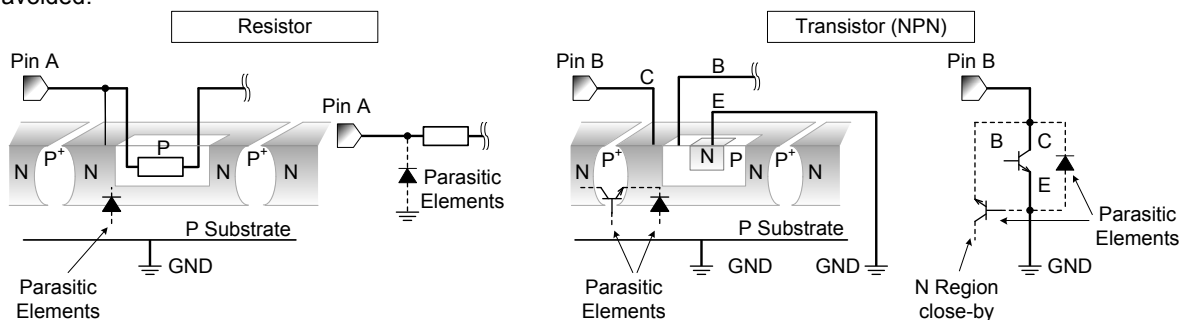 avoided.
Resistor
Transistor (NPN)
Pin A
Pin A
N
P+
N
P
N
P+
N
Parasitic
Elements
P Substrate
GND
Parasitic
Elements
Pin B
C
B
E
N
P+
N
N
P
N
P+
N
P Substrate
GND
GND
Parasitic
Elements
Pin B
B
C
E
Parasitic
Elements
GND
N Region
close-by